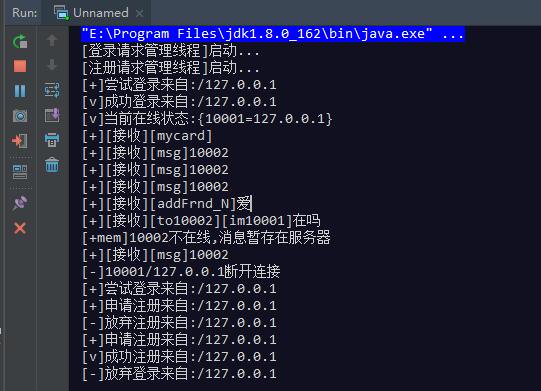 Run: Unnamed
"E:\Program Files\jdk1.8.0_162\bin\java.exe" ...
[登录请求管理线程]启动...
[注册请求管理线程]启动...
[+]尝试登录来自:/127.0.0.1
[v]成功登录来自:/127.0.0.1
[v]当前在线状态:{10001=127.0.0.1}
[+][接收][mycard]
[+][接收][msg]10002
[+][接收][msg]10002
[+][接收][msg]10002
[+][接收][addFrnd_N]爱
[+][接收][to10002][im10001]在吗
[+mem]10002不在线,消息暂存在服务器
[+][接收][msg]10002
[-]10001/127.0.0.1断开连接
[+]尝试登录来自:/127.0.0.1
[+]申请注册来自:/127.0.0.1
[-]放弃注册来自:/127.0.0.1
[+]申请注册来自:/127.0.0.1
[v]成功注册来自:/127.0.0.1
[-]放弃登录来自:/127.0.0.1